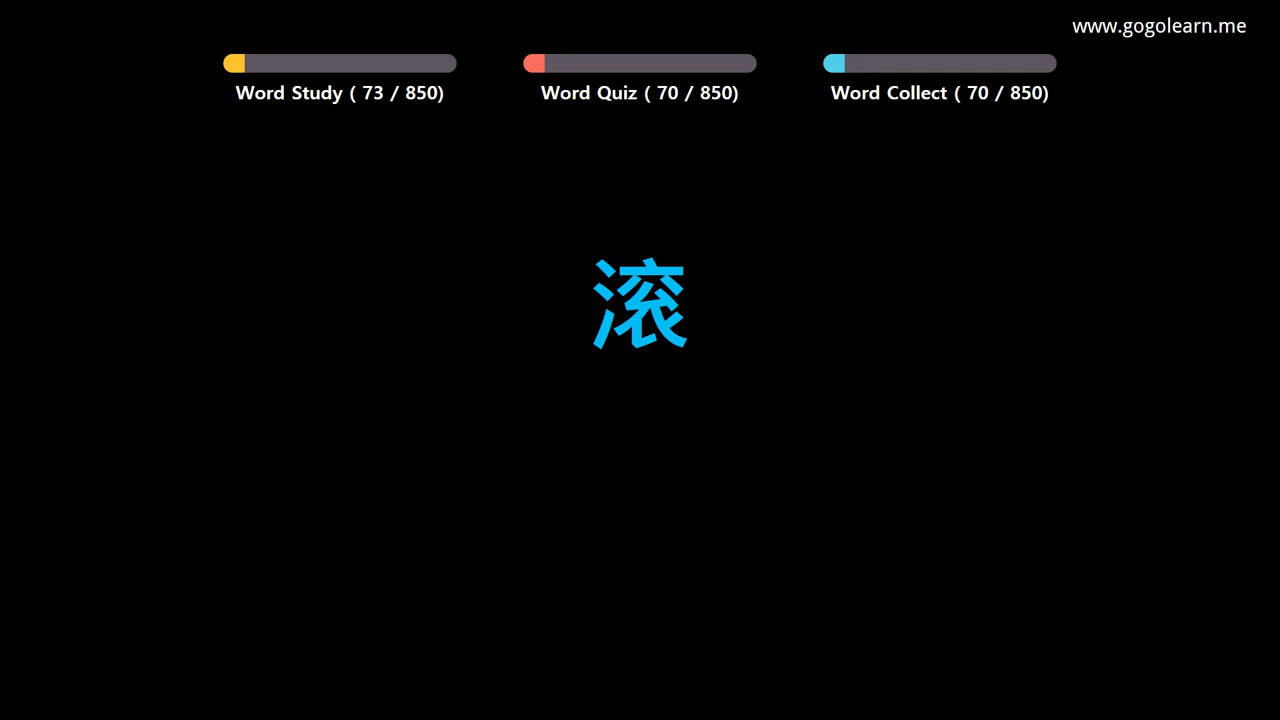 www.gogolearn.me
Word Study ( 73 / 850)
Word Quiz ( 70 / 850)
Word Collect ( 70 / 850)
滚